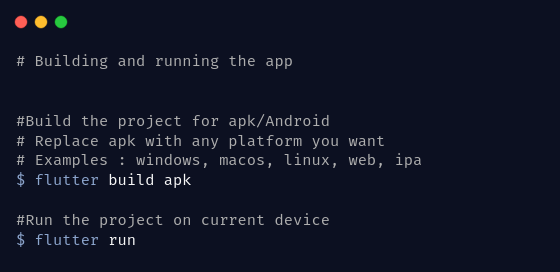 # Building and running the app
#Build the project for apk/Android
# Replace apk with any platform you want
# Examples : windows, macos, linux, web, ipa
$ flutter build apk
#Run the project on current device
$ flutter run